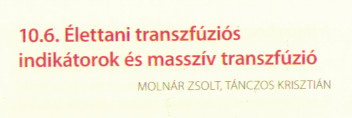 10.6. Élettani transzfúziós
indikátorok és masszív transzfúzió
MOLNÁR ZSOLT, TÁNCZOS KRISZTIÁN